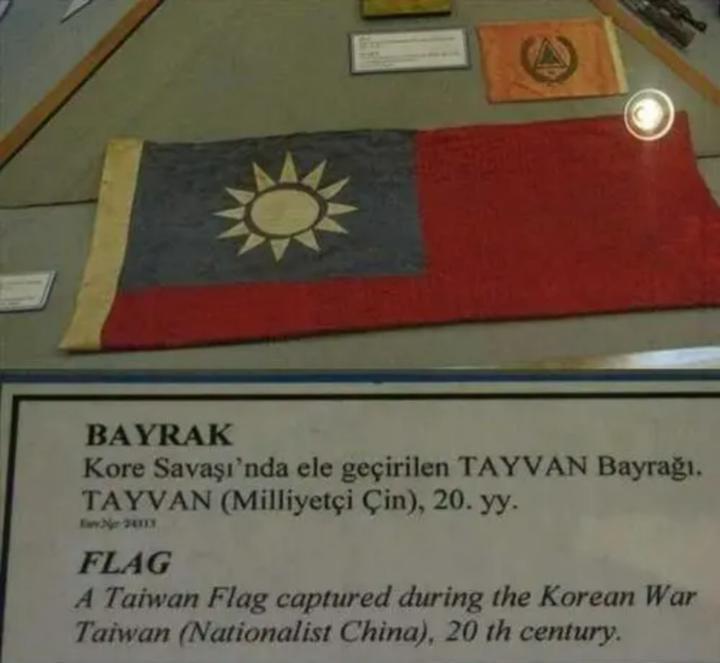 BAYRAK
Kore Savaşı'nda ele geçirilen TAYVAN Bayrağı.
TAYVAN (Milliyetçi Çin), 20. yy.
FLAG
A Taiwan Flag captured during the Korean War
Taiwan (Nationalist China), 20 th century.